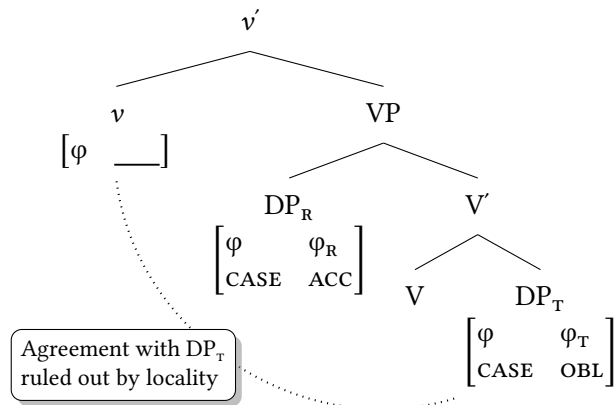 v′
v VP
[φ ___]
DP_R V′
[φ φ_R
CASE ACC]
V DP_T
[φ φ_T
CASE OBL]
Agreement with DP_T
ruled out by locality